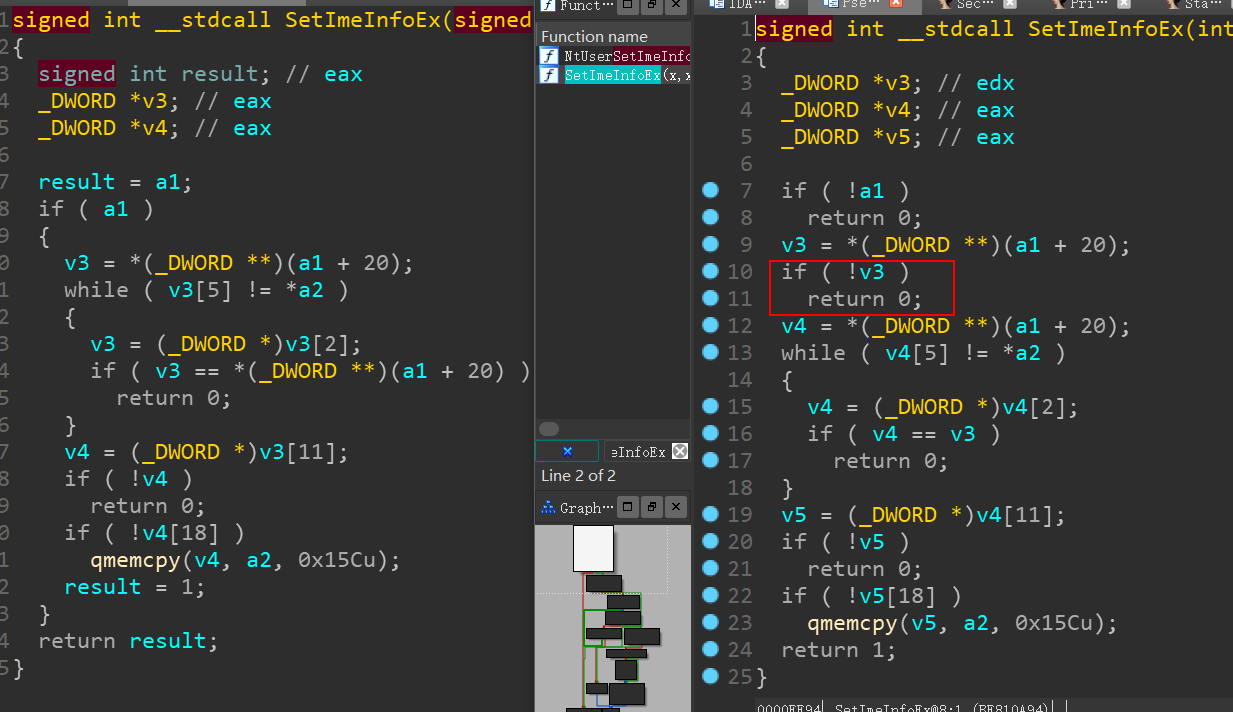 1signed int __stdcall SetImeInfoEx(signed
2{
3 signed int result; // eax
4 _DWORD *v3; // eax
5 _DWORD *v4; // eax
6
7 result = a1;
8 if ( a1 )
9 {
0 v3 = *(_DWORD **)(a1 + 20);
1 while ( v3[5] != *a2 )
2 {
3 v3 = (_DWORD *)v3[2];
4 if ( v3 == *(_DWORD **)(a1 + 20) )
5 return 0;
6 }
7 v4 = (_DWORD *)v3[11];
8 if ( !v4 )
9 return 0;
0 if ( !v4[18] )
1 qmemcpy(v4, a2, 0x15Cu);
2 result = 1;
3 }
4 return result;
5}
Funct···
Function name
f NtUserSetImeInfo
f SetImeInfoEx(x,x
eInfoEx
Line 2 of 2
Graph···
IDA··· Pse··· Sec··· Pri··· Sta···
1 signed int __stdcall SetImeInfoEx(int
2 {
3 _DWORD *v3; // edx
4 _DWORD *v4; // eax
5 _DWORD *v5; // eax
6
7 if ( !a1 )
8 return 0;
9 v3 = *(_DWORD **)(a1 + 20);
10 if ( !v3 )
11 return 0;
12 v4 = *(_DWORD **)(a1 + 20);
13 while ( v4[5] != *a2 )
14 {
15 v4 = (_DWORD *)v4[2];
16 if ( v4 == v3 )
17 return 0;
18 }
19 v5 = (_DWORD *)v4[11];
20 if ( !v5 )
21 return 0;
22 if ( !v5[18] )
23 qmemcpy(v5, a2, 0x15Cu);
24 return 1;
25 }
0000EE94 SetImeInfoEx@8:1 (BF810A94)